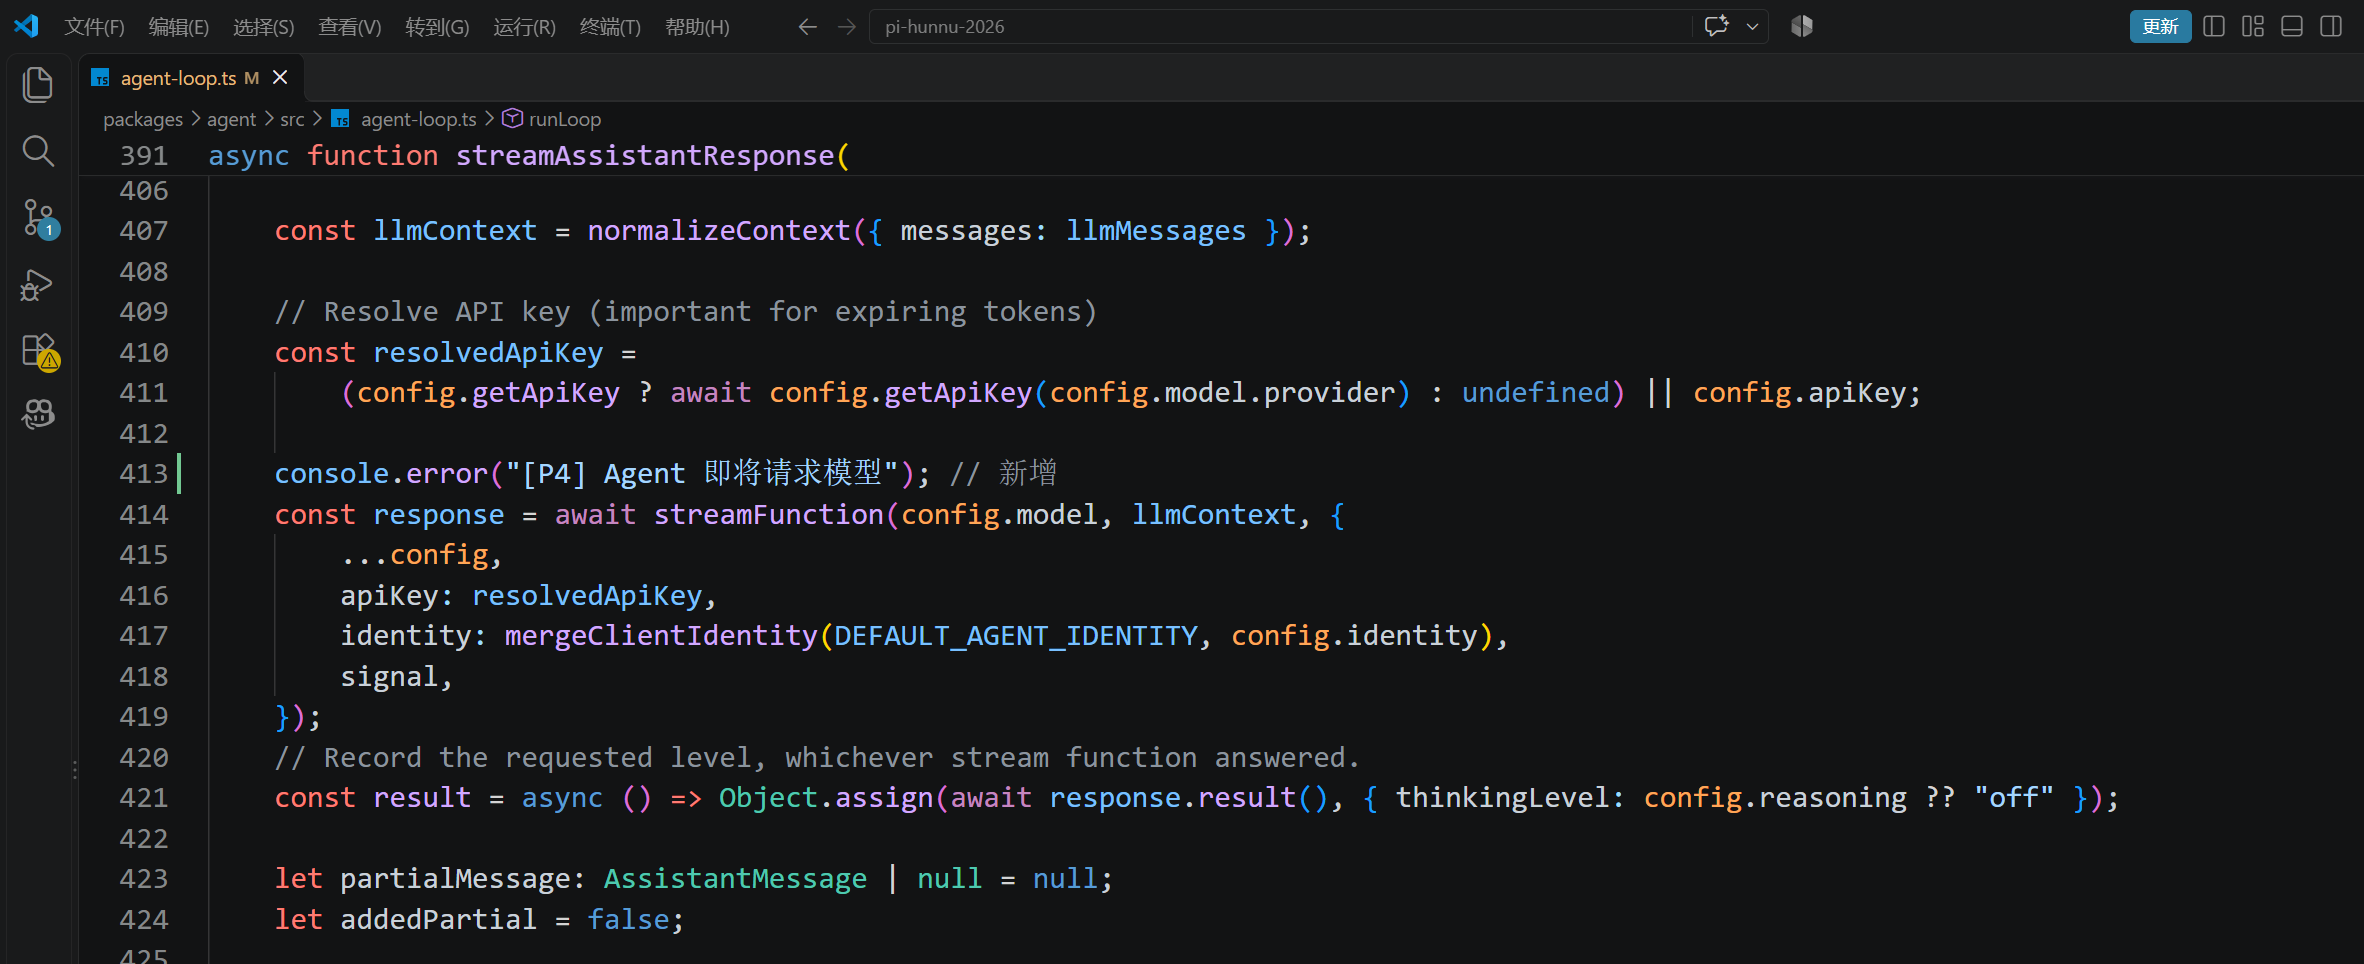 文件(F) 编辑(E) 选择(S) 查看(V) 转到(G) 运行(R) 终端(T) 帮助(H) pi-hunnu-2026 更新
TS agent-loop.ts M
packages > agent > src > TS agent-loop.ts > runLoop
391 async function streamAssistantResponse(
406
407 const llmContext = normalizeContext({ messages: llmMessages });
408
409 // Resolve API key (important for expiring tokens)
410 const resolvedApiKey =
411 (config.getApiKey ? await config.getApiKey(config.model.provider) : undefined) || config.apiKey;
412
413 console.error("[P4] Agent 即将请求模型"); // 新增
414 const response = await streamFunction(config.model, llmContext, {
415 ...config,
416 apiKey: resolvedApiKey,
417 identity: mergeClientIdentity(DEFAULT_AGENT_IDENTITY, config.identity),
418 signal,
419 });
420 // Record the requested level, whichever stream function answered.
421 const result = async () => Object.assign(await response.result(), { thinkingLevel: config.reasoning ?? "off" });
422
423 let partialMessage: AssistantMessage | null = null;
424 let addedPartial = false;
425
1